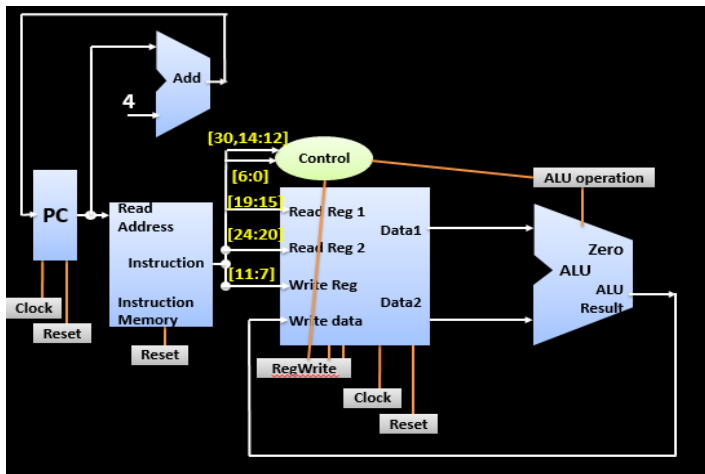 Add
4
[30,14:12]
Control
[6:0]
ALU operation
PC
Read
Address
[19:15]
Read Reg 1
Data1
[24:20]
Read Reg 2
Zero
Instruction
ALU
[11:7]
Write Reg
ALU
Result
Data2
Instruction
Memory
Write data
Clock
Reset
Reset
RegWrite
Clock
Reset